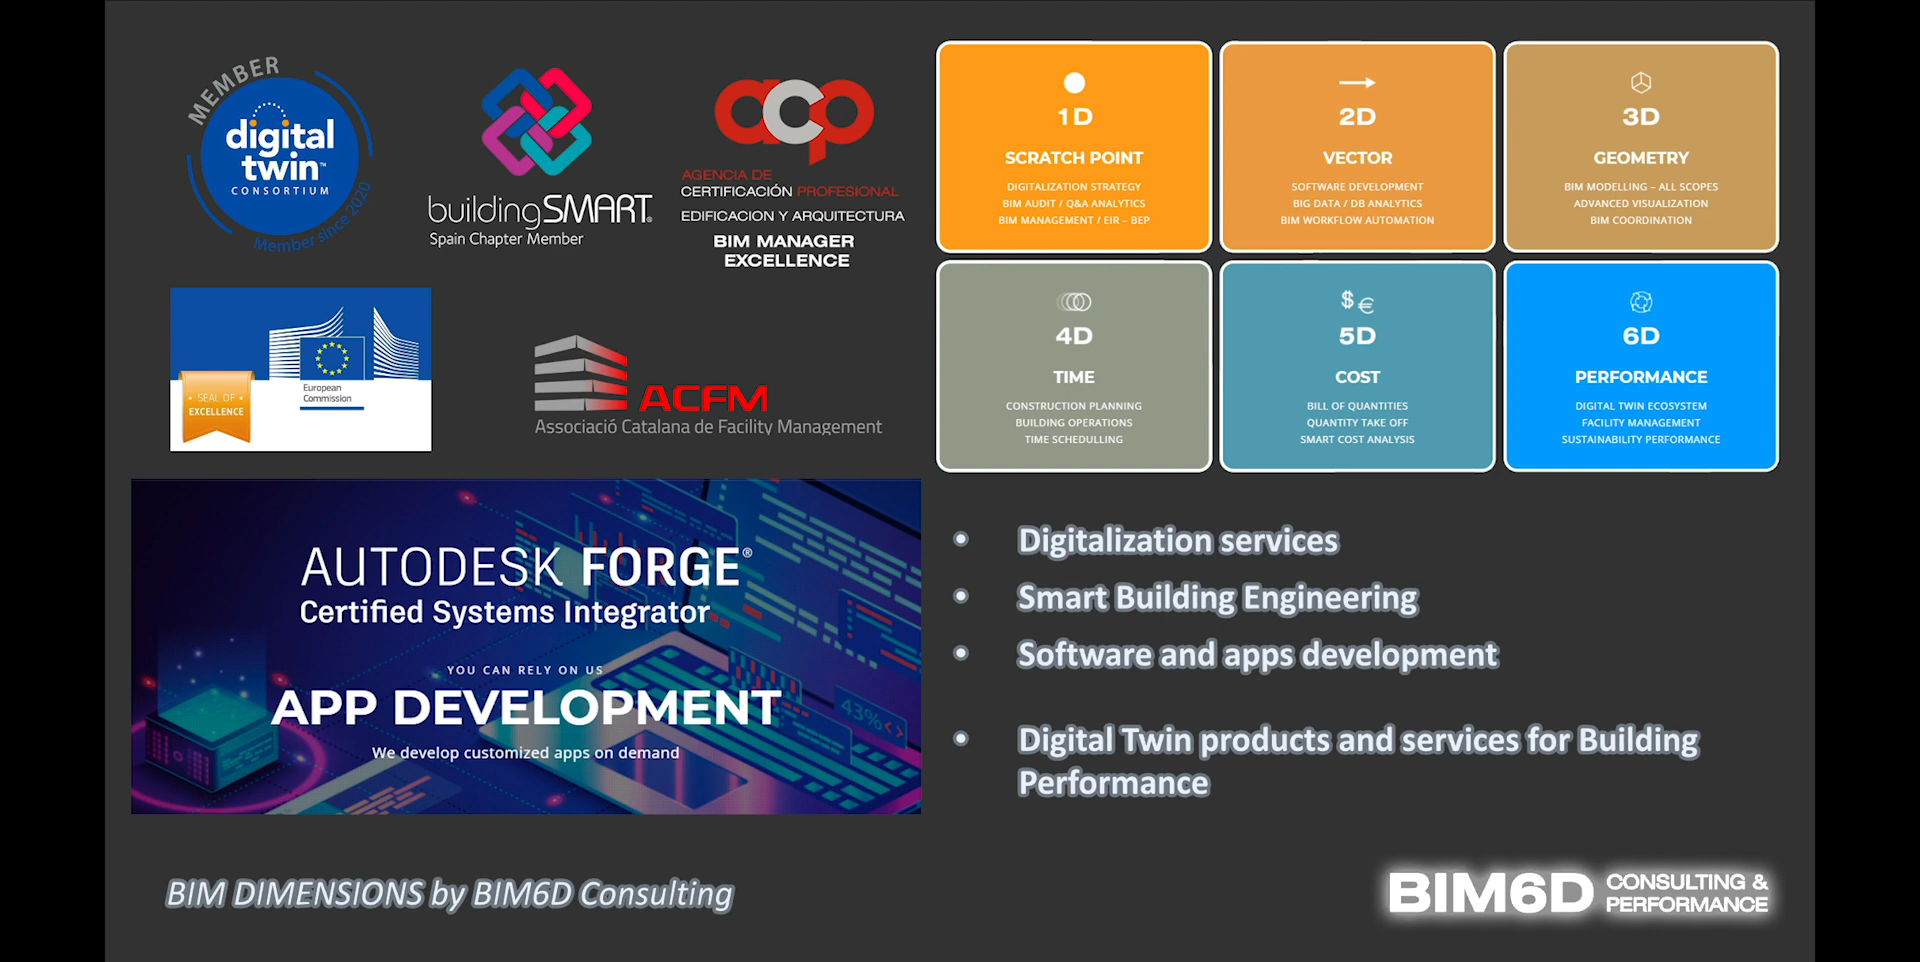 MEMBER
digital
twin™
CONSORTIUM
Member since 2020
buildingSMART®
Spain Chapter Member
acp
AGENCIA DE
CERTIFICACIÓN PROFESIONAL
EDIFICACION Y ARQUITECTURA
BIM MANAGER
EXCELLENCE
• SEAL OF •
EXCELLENCE
European
Commission
ACFM
Associació Catalana de Facility Management
1D
SCRATCH POINT
DIGITALIZATION STRATEGY
BIM AUDIT / Q&A ANALYTICS
BIM MANAGEMENT / EIR – BEP
2D
VECTOR
SOFTWARE DEVELOPMENT
BIG DATA / DB ANALYTICS
BIM WORKFLOW AUTOMATION
3D
GEOMETRY
BIM MODELLING – ALL SCOPES
ADVANCED VISUALIZATION
BIM COORDINATION
4D
TIME
CONSTRUCTION PLANNING
BUILDING OPERATIONS
TIME SCHEDULLING
$ €
5D
COST
BILL OF QUANTITIES
QUANTITY TAKE OFF
SMART COST ANALYSIS
6D
PERFORMANCE
DIGITAL TWIN ECOSYSTEM
FACILITY MANAGEMENT
SUSTAINABILITY PERFORMANCE
AUTODESK FORGE®
Certified Systems Integrator
YOU CAN RELY ON US
APP DEVELOPMENT
43%
We develop customized apps on demand
• Digitalization services
• Smart Building Engineering
• Software and apps development
• Digital Twin products and services for Building
Performance
BIM DIMENSIONS by BIM6D Consulting
BIM6D CONSULTING &
PERFORMANCE